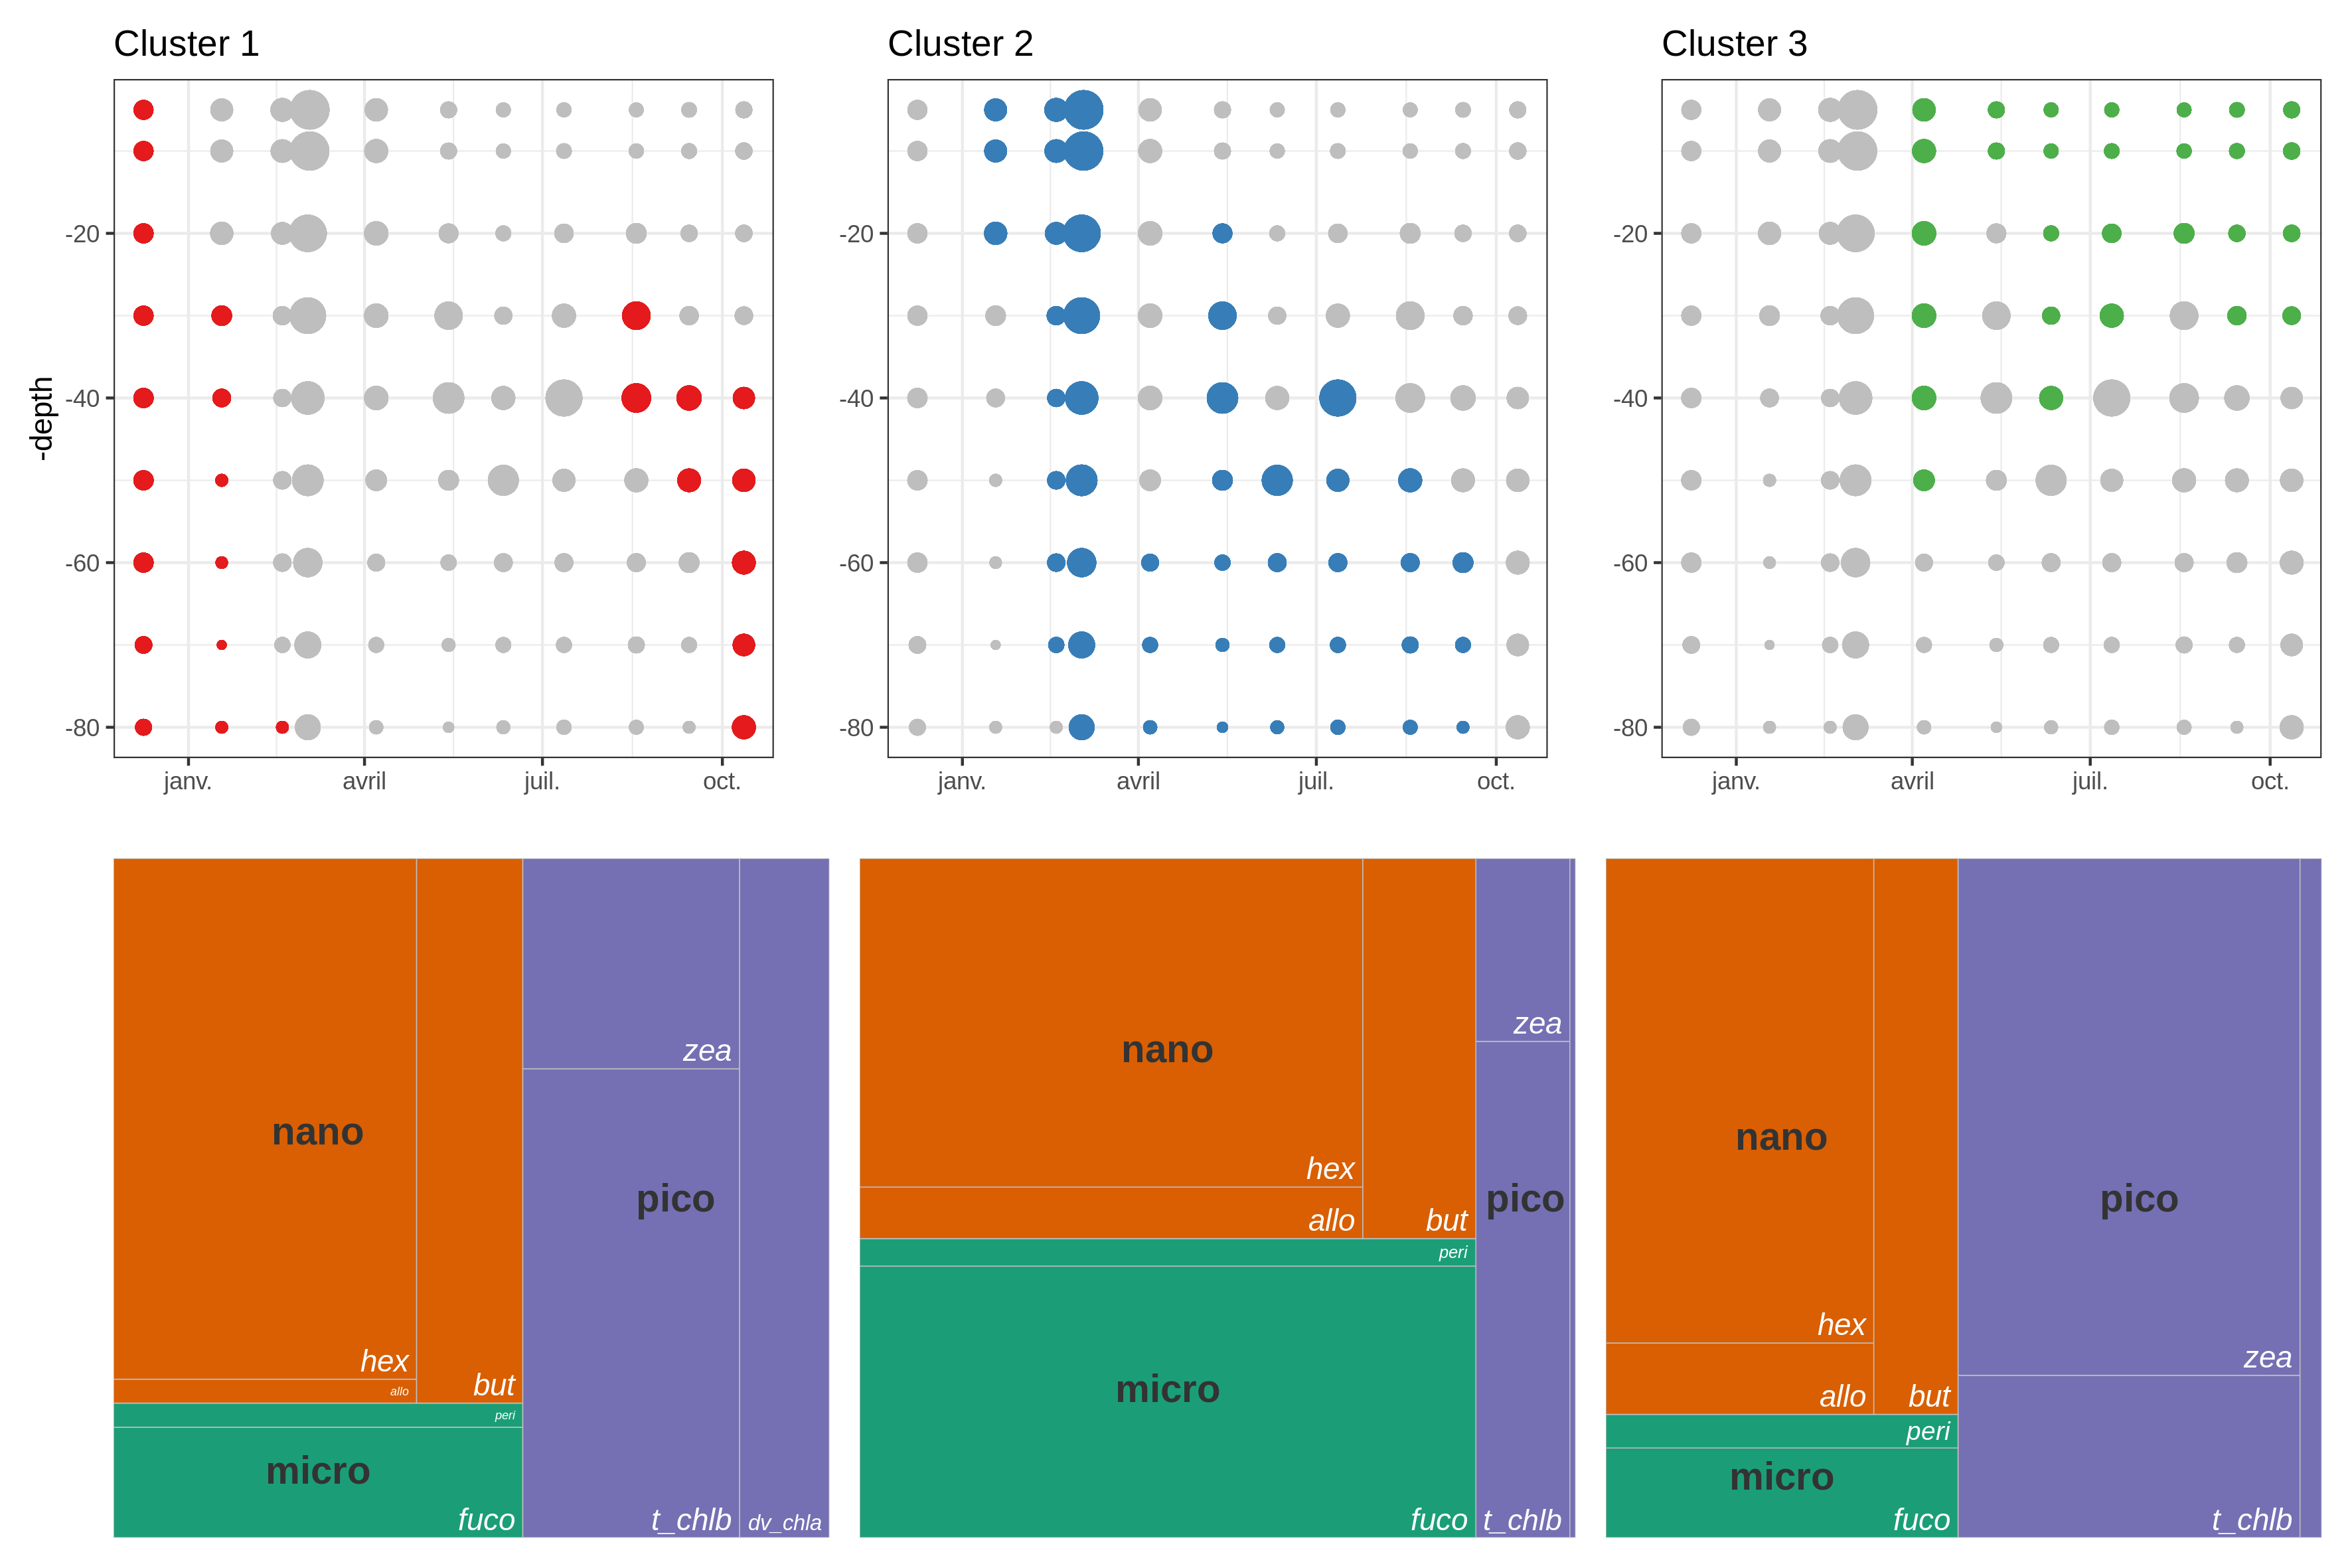 Cluster 1
Cluster 2
Cluster 3
-depth
-20
-40
-60
-80
janv.
avril
juil.
oct.
-20
-40
-60
-80
janv.
avril
juil.
oct.
-20
-40
-60
-80
janv.
avril
juil.
oct.
nano
hex
allo
but
peri
micro
fuco
zea
pico
t_chlb
dv_chla
nano
hex
allo
but
peri
micro
fuco
zea
pico
t_chlb
nano
hex
allo
but
peri
micro
fuco
pico
zea
t_chlb